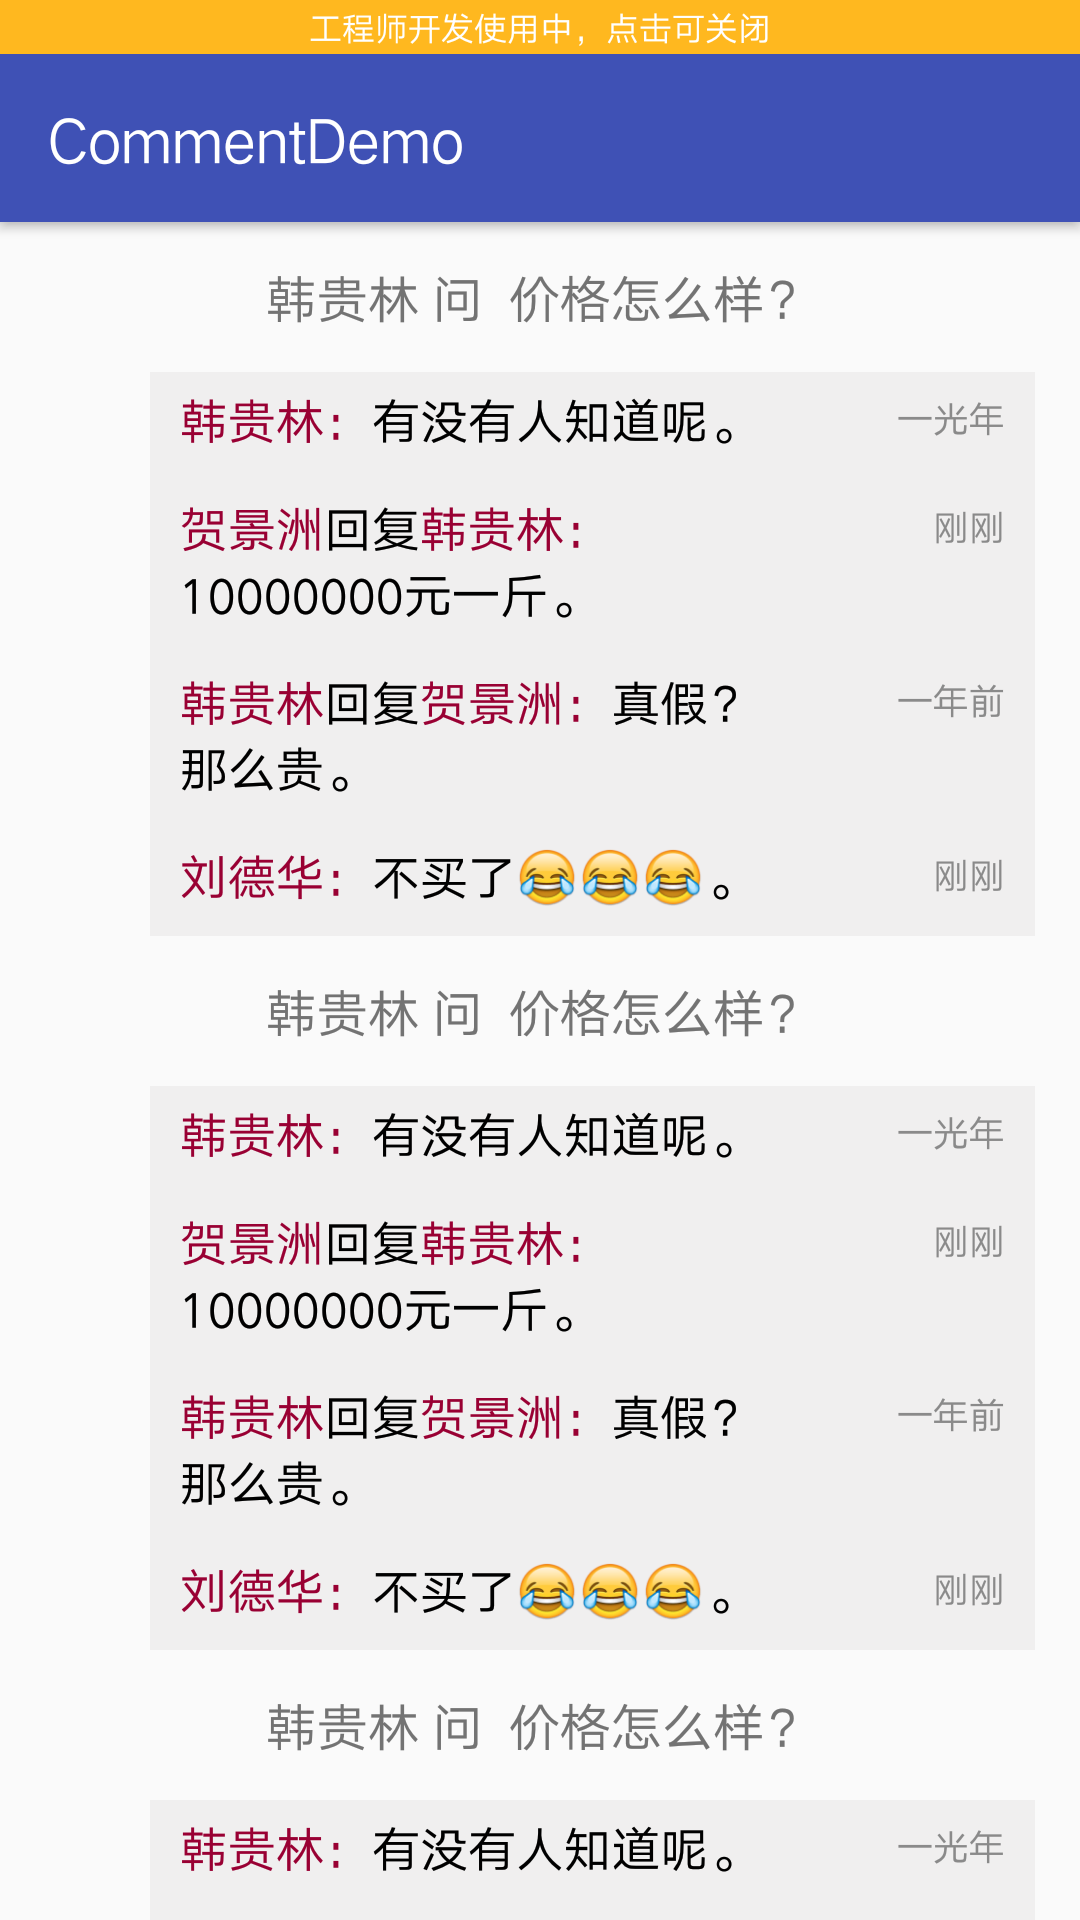 工程师开发使用中，点击可关闭
CommentDemo
韩贵林 问  价格怎么样?
韩贵林：有没有人知道呢。 一光年
贺景洲回复韩贵林： 刚刚
10000000元一斤。
韩贵林回复贺景洲：真假? 一年前
那么贵。
刘德华：不买了😂😂😂。 刚刚
韩贵林 问  价格怎么样?
韩贵林：有没有人知道呢。 一光年
贺景洲回复韩贵林： 刚刚
10000000元一斤。
韩贵林回复贺景洲：真假? 一年前
那么贵。
刘德华：不买了😂😂😂。 刚刚
韩贵林 问  价格怎么样?
韩贵林：有没有人知道呢。 一光年